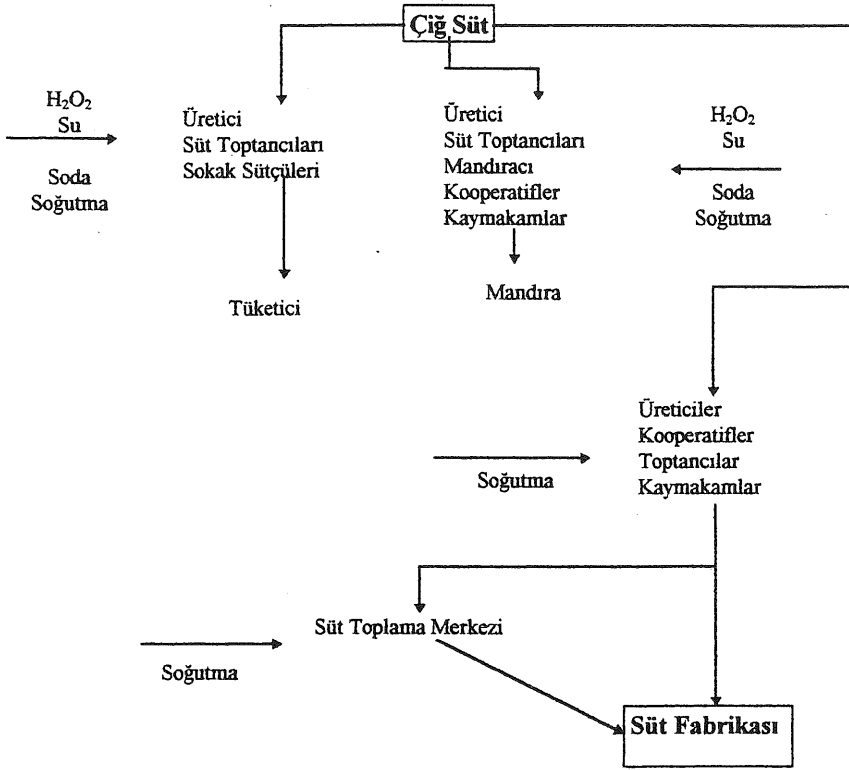 Çiğ Süt
H₂O₂
Su
Soda
Soğutma
Üretici
Süt Toptancıları
Sokak Sütçüleri
Tüketici
Üretici
Süt Toptancıları
Mandıracı
Kooperatifler
Kaymakamlar
Mandıra
H₂O₂
Su
Soda
Soğutma
Üreticiler
Kooperatifler
Toptancılar
Kaymakamlar
Soğutma
Süt Toplama Merkezi
Soğutma
Süt Fabrikası